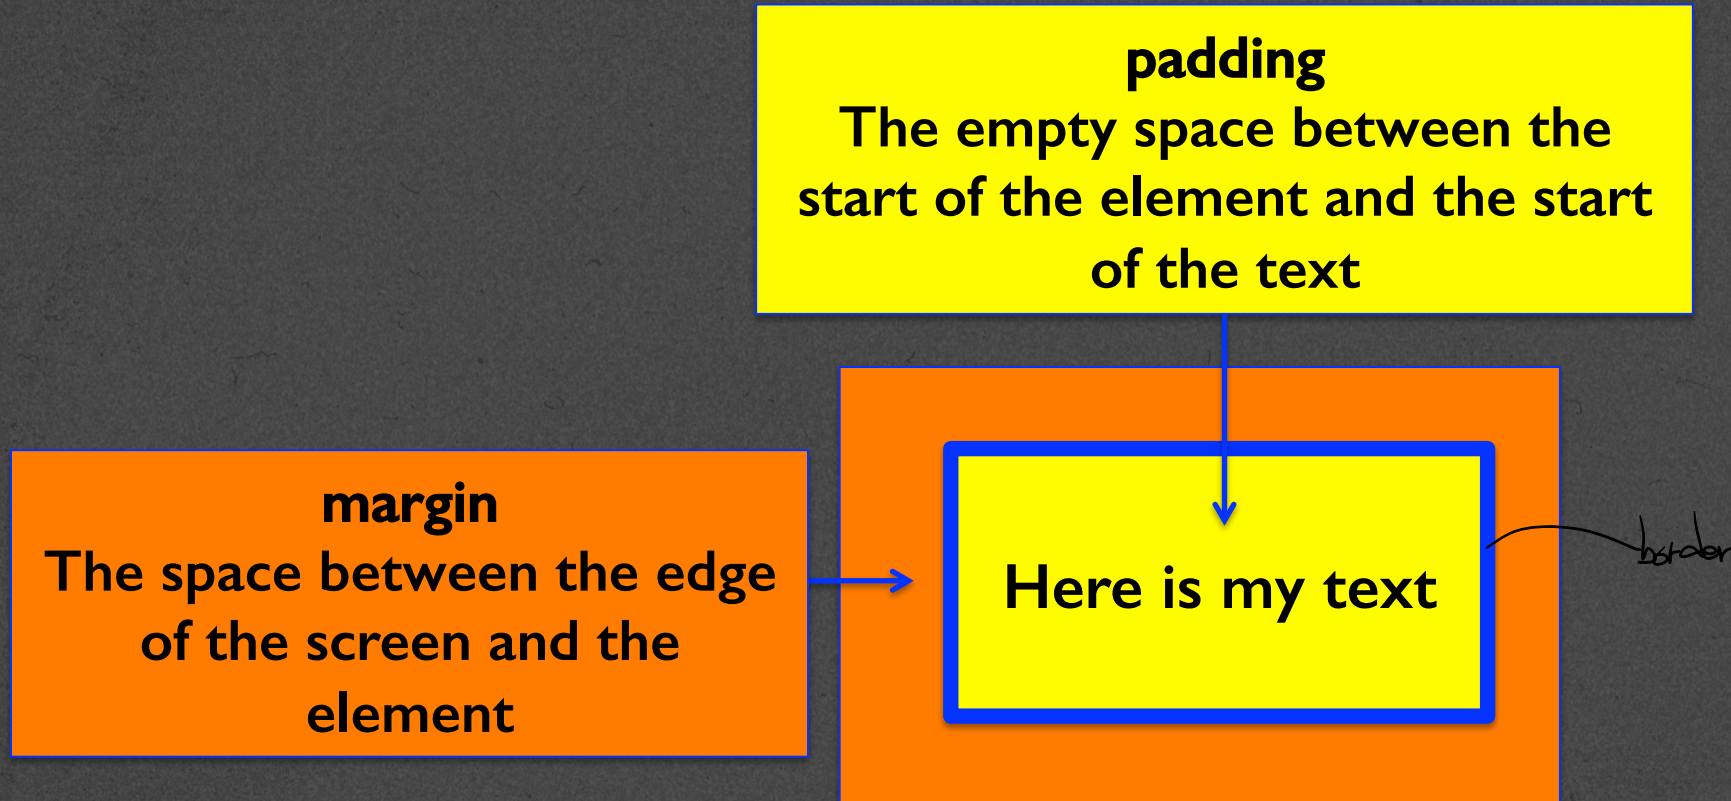 padding
The empty space between the
start of the element and the start
of the text
margin
The space between the edge
of the screen and the
element
Here is my text
border